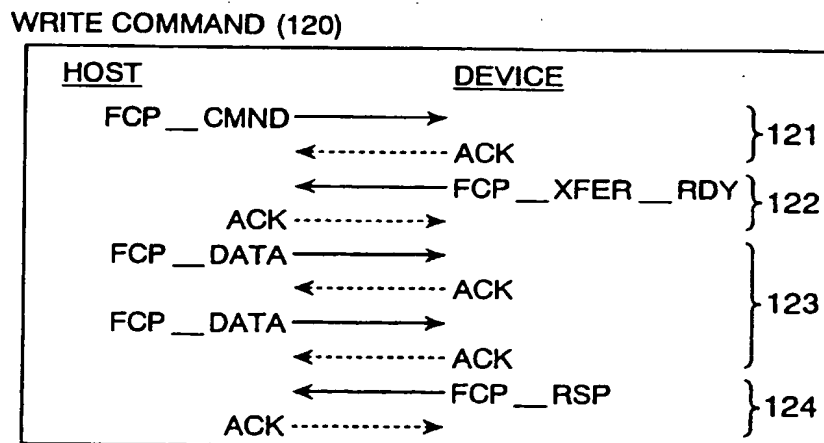 WRITE COMMAND (120)
HOST DEVICE
FCP__CMND
ACK 121
FCP__XFER__RDY
ACK 122
FCP__DATA
ACK 123
FCP__DATA
ACK
FCP__RSP
ACK 124